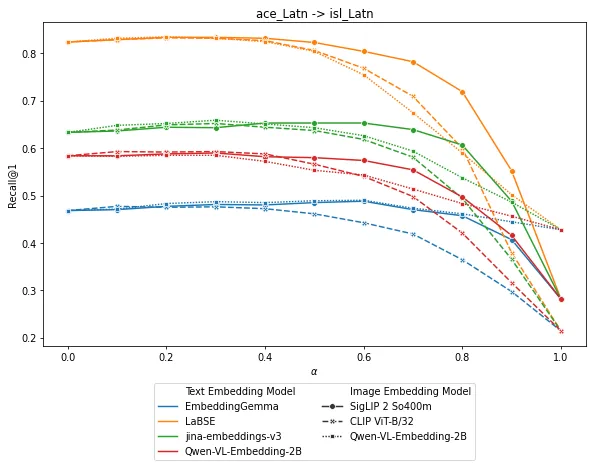 ace_Latn -> isl_Latn
Recall@1
0.8
0.7
0.6
0.5
0.4
0.3
0.2
0.0 0.2 0.4 0.6 0.8 1.0
α
Text Embedding Model Image Embedding Model
EmbeddingGemma SigLIP 2 So400m
LaBSE CLIP ViT-B/32
jina-embeddings-v3 Qwen-VL-Embedding-2B
Qwen-VL-Embedding-2B